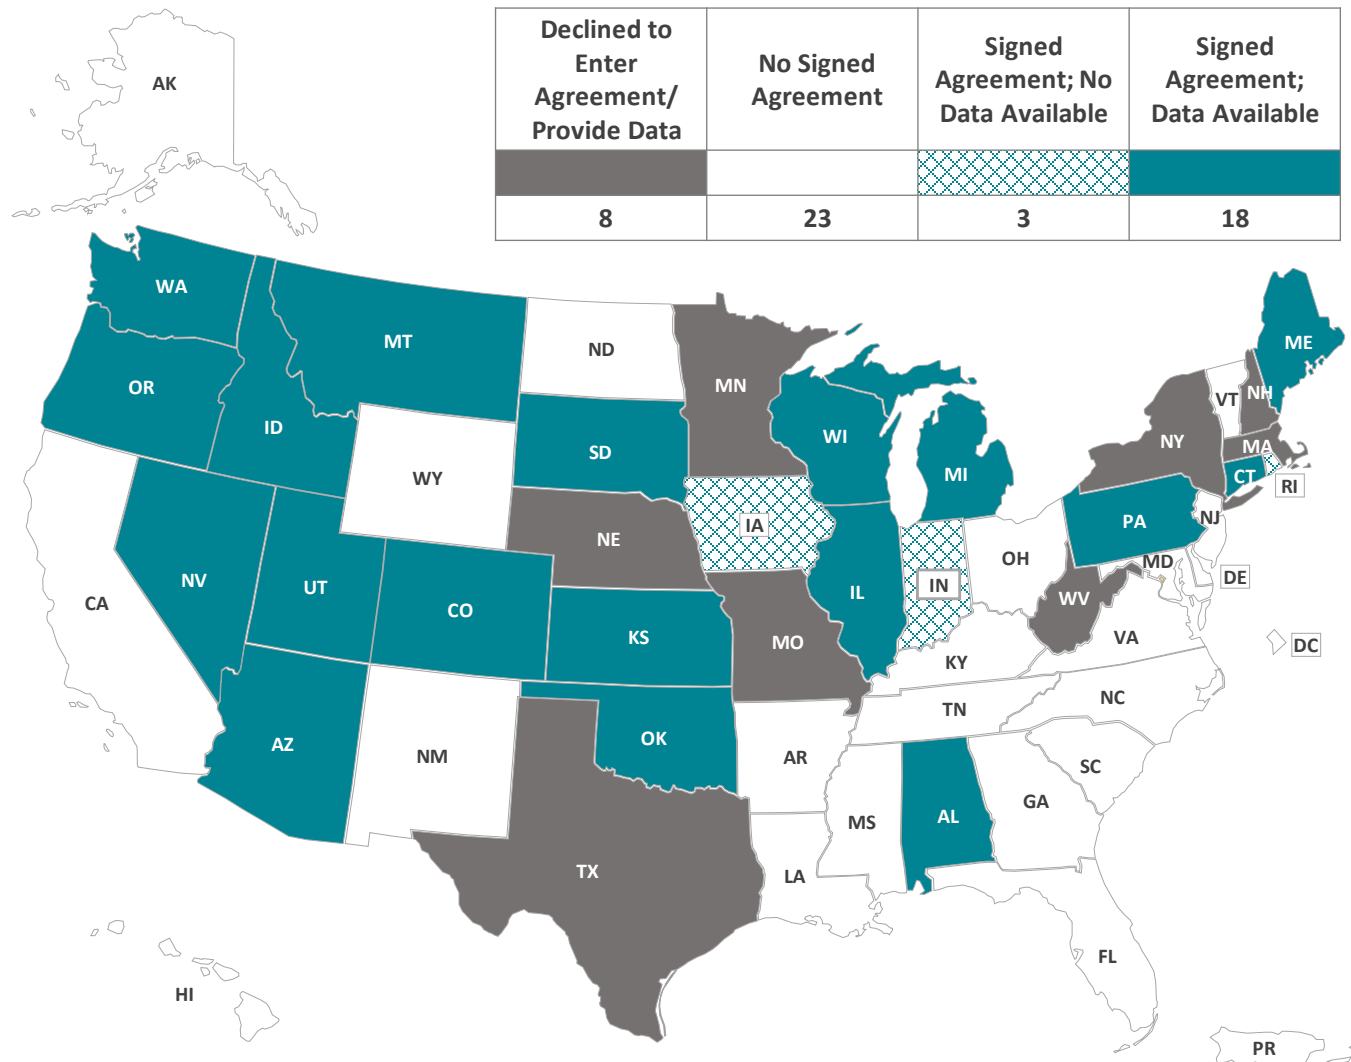 Declined to
Enter
Agreement/
Provide Data
No Signed
Agreement
Signed
Agreement; No
Data Available
Signed
Agreement;
Data Available
8 23 3 18
AK
WA
MT
ND
MN
ME
OR
ID
SD
WI
MI
VT
NH
NY
MA
WY
CT
RI
IA
PA
NJ
NE
OH
MD
DE
NV
UT
CO
IL
IN
WV
CA
KS
MO
VA
DC
KY
NC
TN
AZ
NM
OK
AR
SC
GA
MS
AL
TX
LA
FL
HI
PR